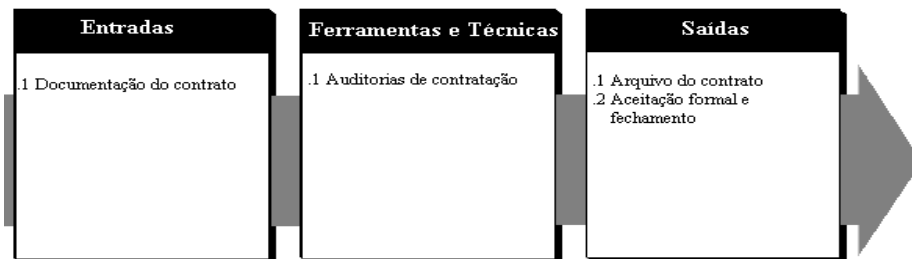 Entradas
.1 Documentação do contrato
Ferramentas e Técnicas
.1 Auditorias de contratação
Saídas
.1 Arquivo do contrato
.2 Aceitação formal e
fechamento